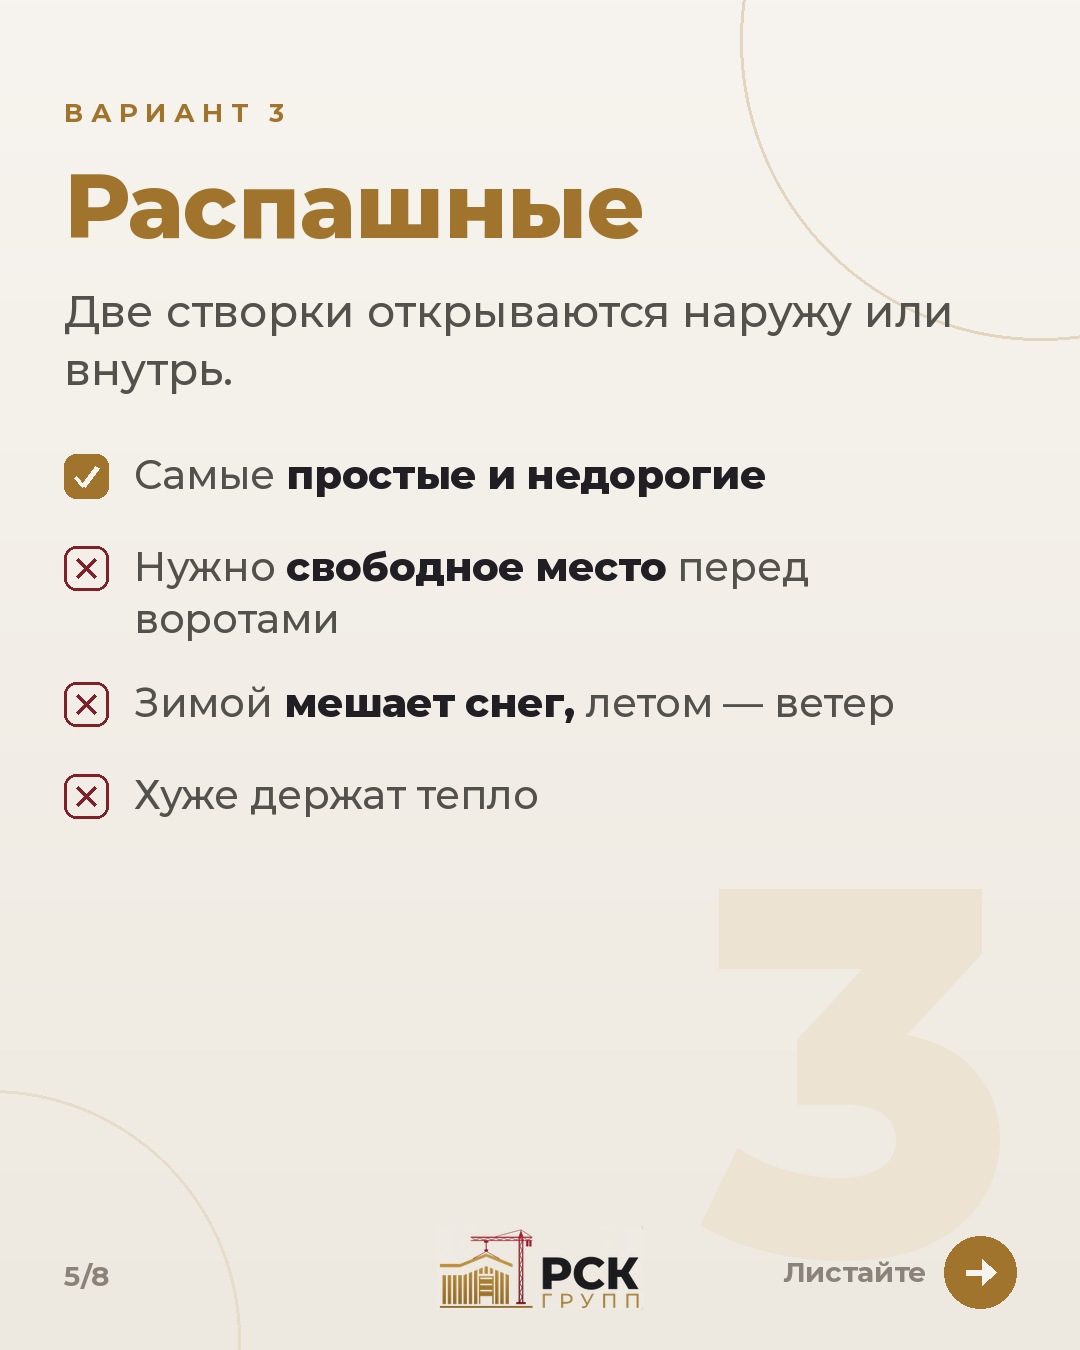 ВАРИАНТ 3
Распашные
Две створки открываются наружу или
внутрь.
Самые простые и недорогие
Нужно свободное место перед
воротами
Зимой мешает снег, летом — ветер
Хуже держат тепло
3
5/8
РСК
ГРУПП
Листайте